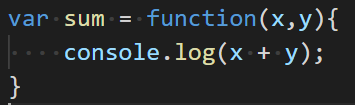 var sum = function(x,y){
    console.log(x + y);
}